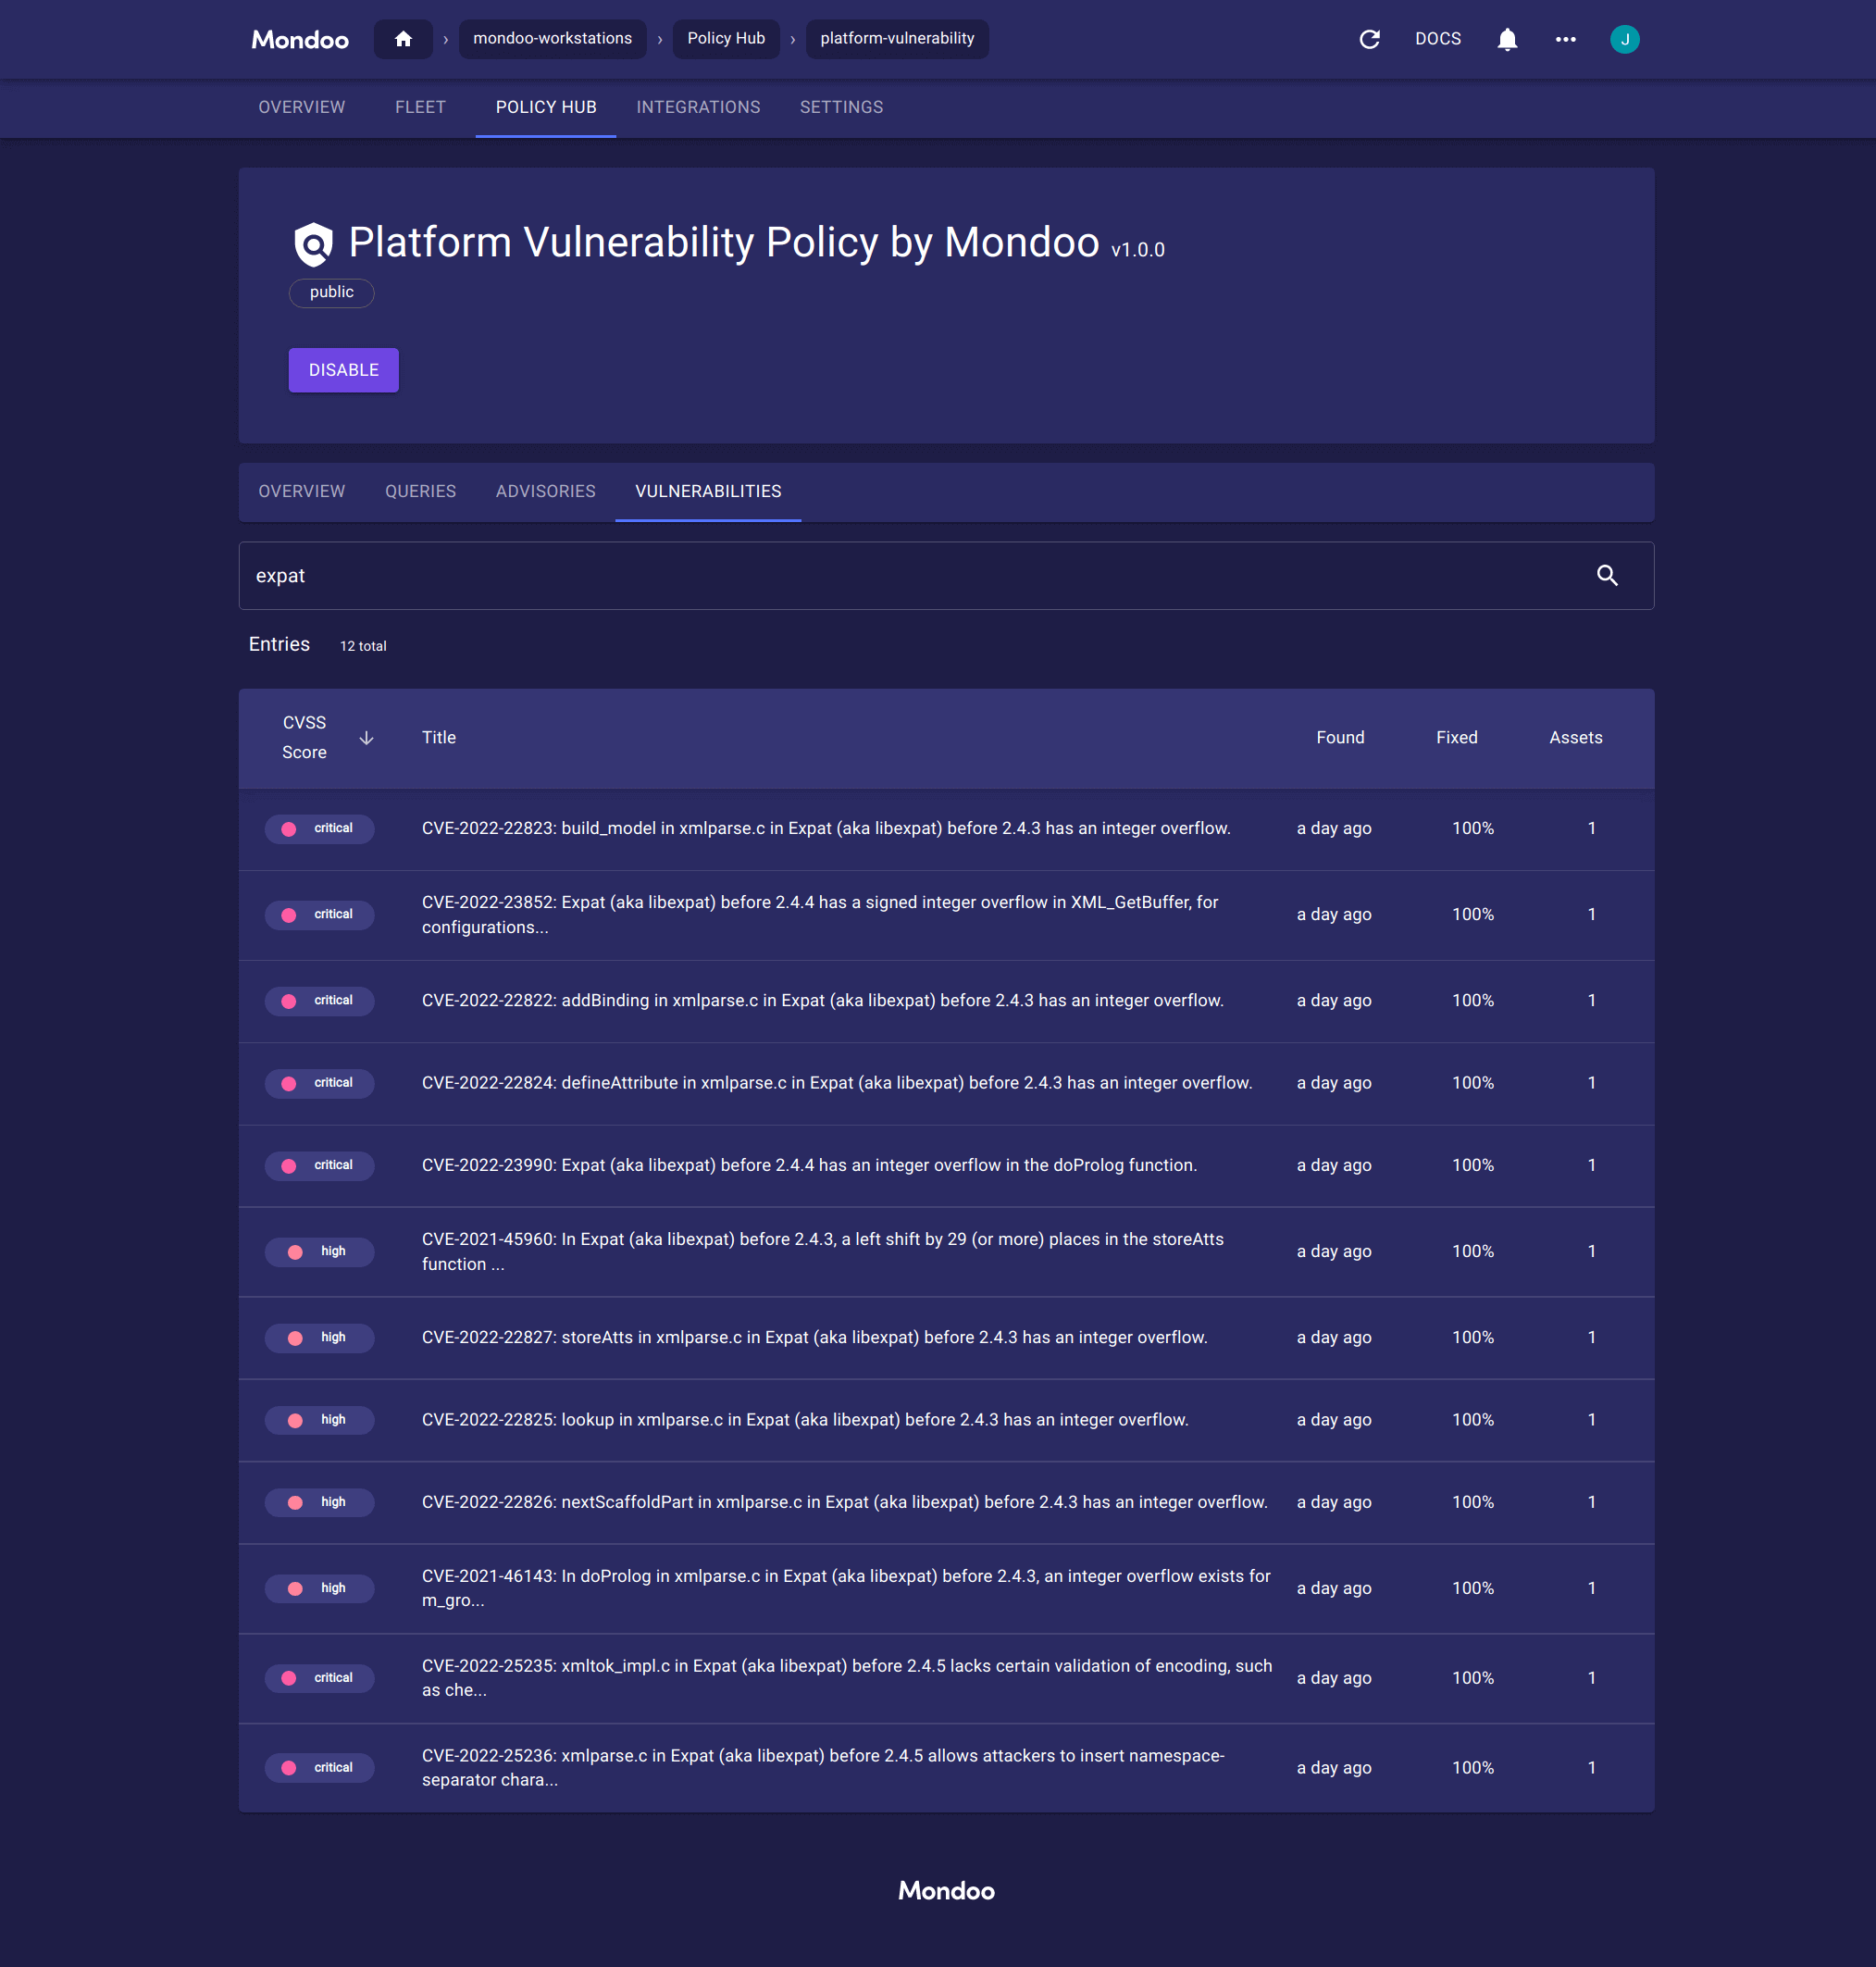 Mondoo
› mondoo-workstations › Policy Hub › platform-vulnerability
DOCS
J
OVERVIEW FLEET POLICY HUB INTEGRATIONS SETTINGS
Platform Vulnerability Policy by Mondoo v1.0.0
public
DISABLE
OVERVIEW QUERIES ADVISORIES VULNERABILITIES
expat
Entries 12 total
CVSS
Score
Title Found Fixed Assets
critical CVE-2022-22823: build_model in xmlparse.c in Expat (aka libexpat) before 2.4.3 has an integer overflow. a day ago 100% 1
critical CVE-2022-23852: Expat (aka libexpat) before 2.4.4 has a signed integer overflow in XML_GetBuffer, for
configurations... a day ago 100% 1
critical CVE-2022-22822: addBinding in xmlparse.c in Expat (aka libexpat) before 2.4.3 has an integer overflow. a day ago 100% 1
critical CVE-2022-22824: defineAttribute in xmlparse.c in Expat (aka libexpat) before 2.4.3 has an integer overflow. a day ago 100% 1
critical CVE-2022-23990: Expat (aka libexpat) before 2.4.4 has an integer overflow in the doProlog function. a day ago 100% 1
high CVE-2021-45960: In Expat (aka libexpat) before 2.4.3, a left shift by 29 (or more) places in the storeAtts
function ... a day ago 100% 1
high CVE-2022-22827: storeAtts in xmlparse.c in Expat (aka libexpat) before 2.4.3 has an integer overflow. a day ago 100% 1
high CVE-2022-22825: lookup in xmlparse.c in Expat (aka libexpat) before 2.4.3 has an integer overflow. a day ago 100% 1
high CVE-2022-22826: nextScaffoldPart in xmlparse.c in Expat (aka libexpat) before 2.4.3 has an integer overflow. a day ago 100% 1
high CVE-2021-46143: In doProlog in xmlparse.c in Expat (aka libexpat) before 2.4.3, an integer overflow exists for
m_gro... a day ago 100% 1
critical CVE-2022-25235: xmltok_impl.c in Expat (aka libexpat) before 2.4.5 lacks certain validation of encoding, such
as che... a day ago 100% 1
critical CVE-2022-25236: xmlparse.c in Expat (aka libexpat) before 2.4.5 allows attackers to insert namespace-
separator chara... a day ago 100% 1
Mondoo